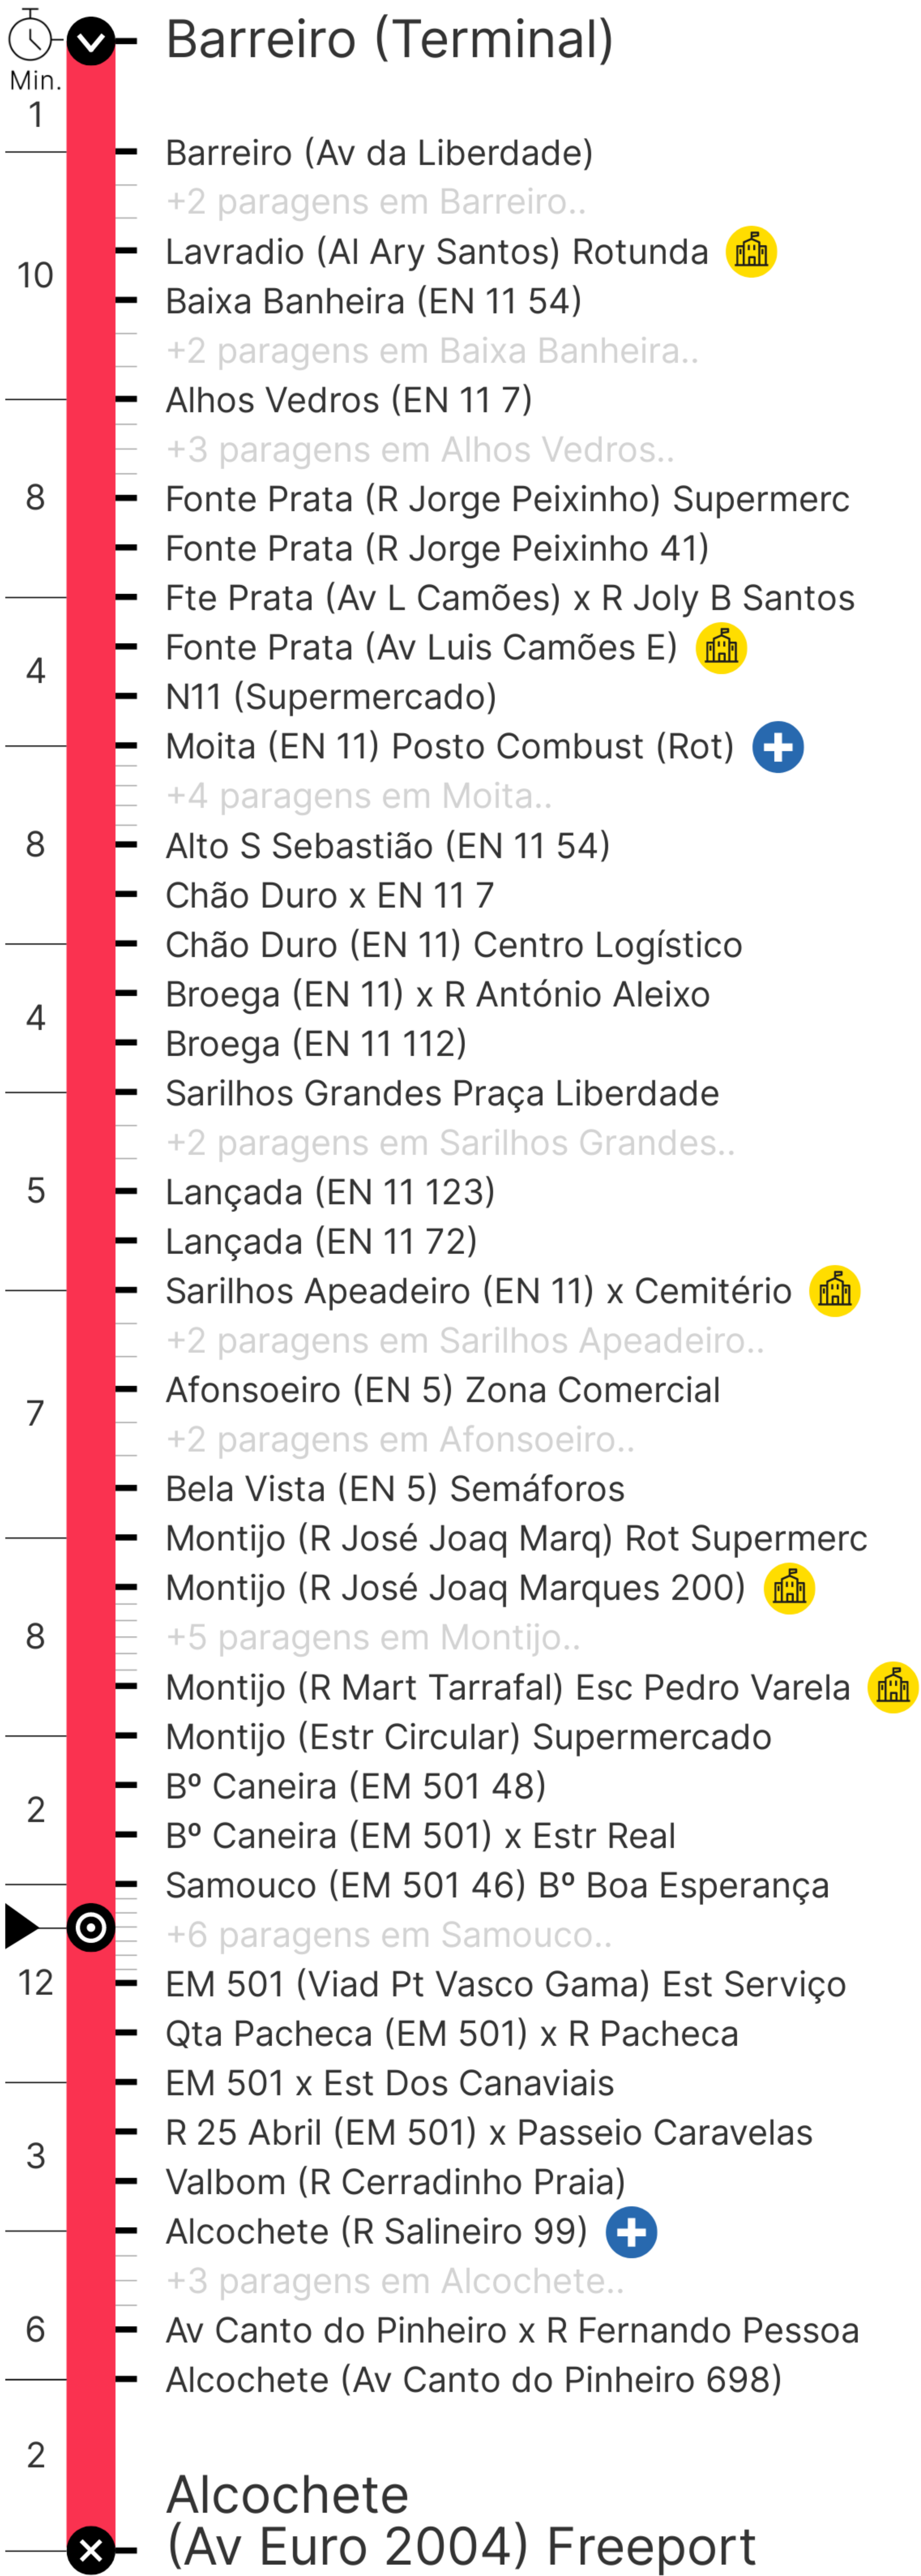 Barreiro (Terminal)
Min.
1
Barreiro (Av da Liberdade)
+2 paragens em Barreiro..
Lavradio (Al Ary Santos) Rotunda
10
Baixa Banheira (EN 11 54)
+2 paragens em Baixa Banheira..
Alhos Vedros (EN 11 7)
+3 paragens em Alhos Vedros..
8
Fonte Prata (R Jorge Peixinho) Supermerc
Fonte Prata (R Jorge Peixinho 41)
Fte Prata (Av L Camões) x R Joly B Santos
Fonte Prata (Av Luis Camões E)
4
N11 (Supermercado)
Moita (EN 11) Posto Combust (Rot)
+4 paragens em Moita..
8
Alto S Sebastião (EN 11 54)
Chão Duro x EN 11 7
Chão Duro (EN 11) Centro Logístico
Broega (EN 11) x R António Aleixo
4
Broega (EN 11 112)
Sarilhos Grandes Praça Liberdade
+2 paragens em Sarilhos Grandes..
5
Lançada (EN 11 123)
Lançada (EN 11 72)
Sarilhos Apeadeiro (EN 11) x Cemitério
+2 paragens em Sarilhos Apeadeiro..
Afonsoeiro (EN 5) Zona Comercial
7
+2 paragens em Afonsoeiro..
Bela Vista (EN 5) Semáforos
Montijo (R José Joaq Marq) Rot Supermerc
Montijo (R José Joaq Marques 200)
8
+5 paragens em Montijo..
Montijo (R Mart Tarrafal) Esc Pedro Varela
Montijo (Estr Circular) Supermercado
Bº Caneira (EM 501 48)
2
Bº Caneira (EM 501) x Estr Real
Samouco (EM 501 46) Bº Boa Esperança
+6 paragens em Samouco..
12
EM 501 (Viad Pt Vasco Gama) Est Serviço
Qta Pacheca (EM 501) x R Pacheca
EM 501 x Est Dos Canaviais
R 25 Abril (EM 501) x Passeio Caravelas
3
Valbom (R Cerradinho Praia)
Alcochete (R Salineiro 99)
+3 paragens em Alcochete..
6
Av Canto do Pinheiro x R Fernando Pessoa
Alcochete (Av Canto do Pinheiro 698)
2
Alcochete
(Av Euro 2004) Freeport